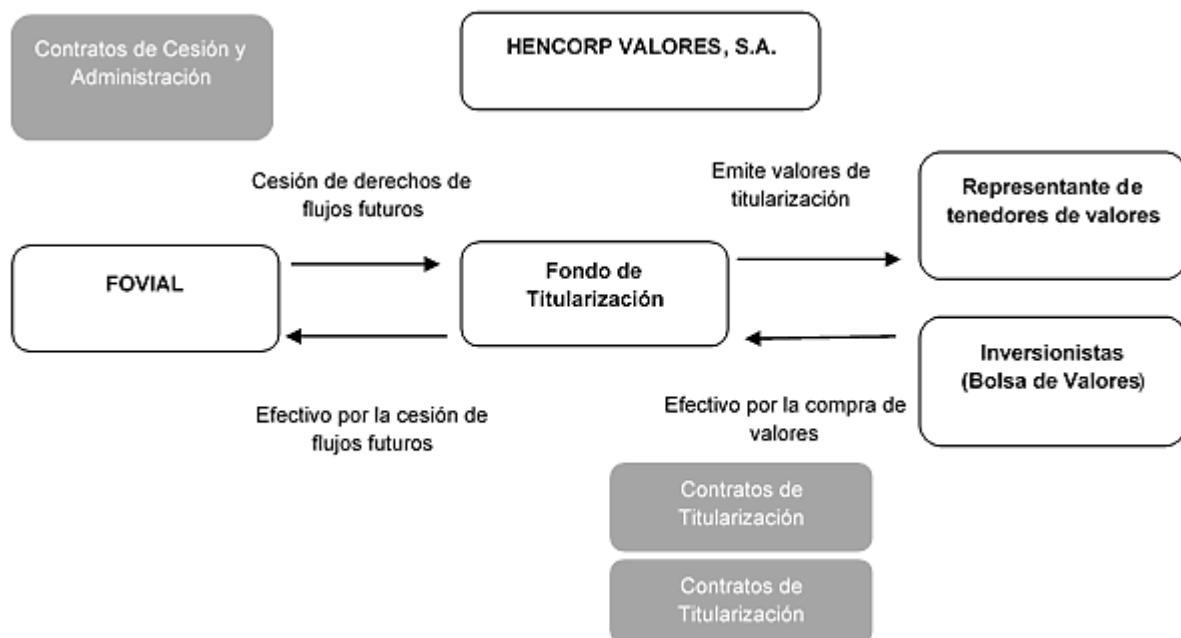 Contratos de Cesión y
Administración
HENCORP VALORES, S.A.
Cesión de derechos de
flujos futuros
Emite valores de
titularización
Representante de
tenedores de valores
FOVIAL
Fondo de
Titularización
Inversionistas
(Bolsa de Valores)
Efectivo por la cesión de
flujos futuros
Efectivo por la compra de
valores
Contratos de
Titularización
Contratos de
Titularización